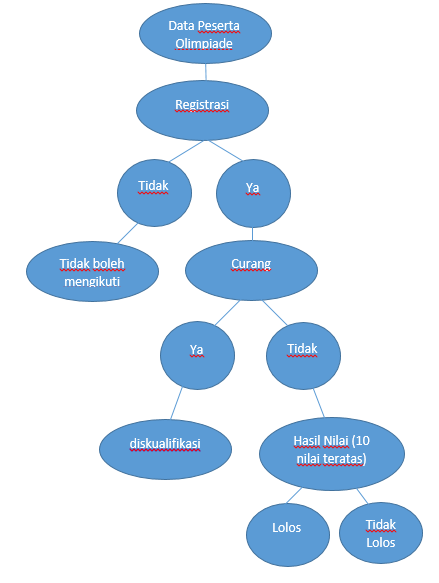 Data Peserta
Olimpiade
Registrasi
Tidak
Ya
Tidak boleh
mengikuti
Curang
Ya
Tidak
diskualifikasi
Hasil Nilai (10
nilai teratas)
Lolos
Tidak
Lolos